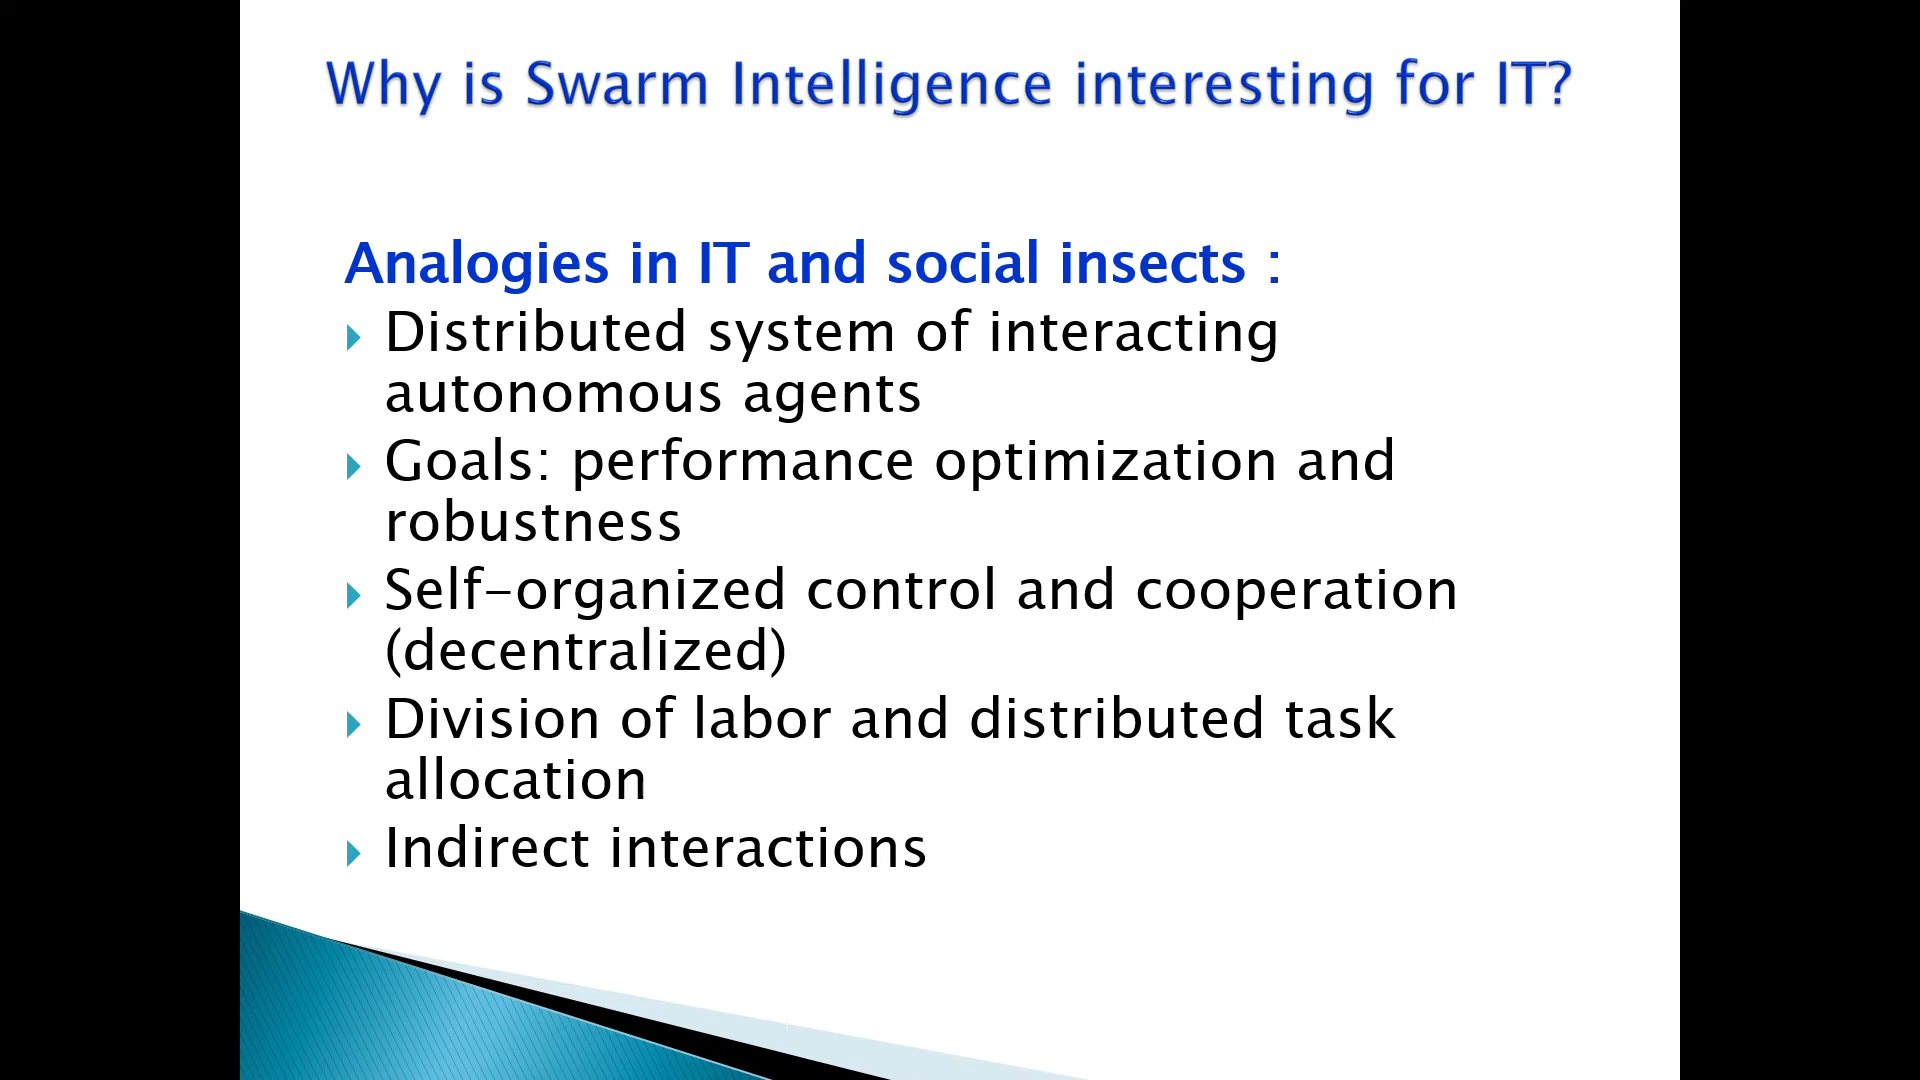 Why is Swarm Intelligence interesting for IT?
Analogies in IT and social insects :
Distributed system of interacting
autonomous agents
Goals: performance optimization and
robustness
Self-organized control and cooperation
(decentralized)
Division of labor and distributed task
allocation
Indirect interactions